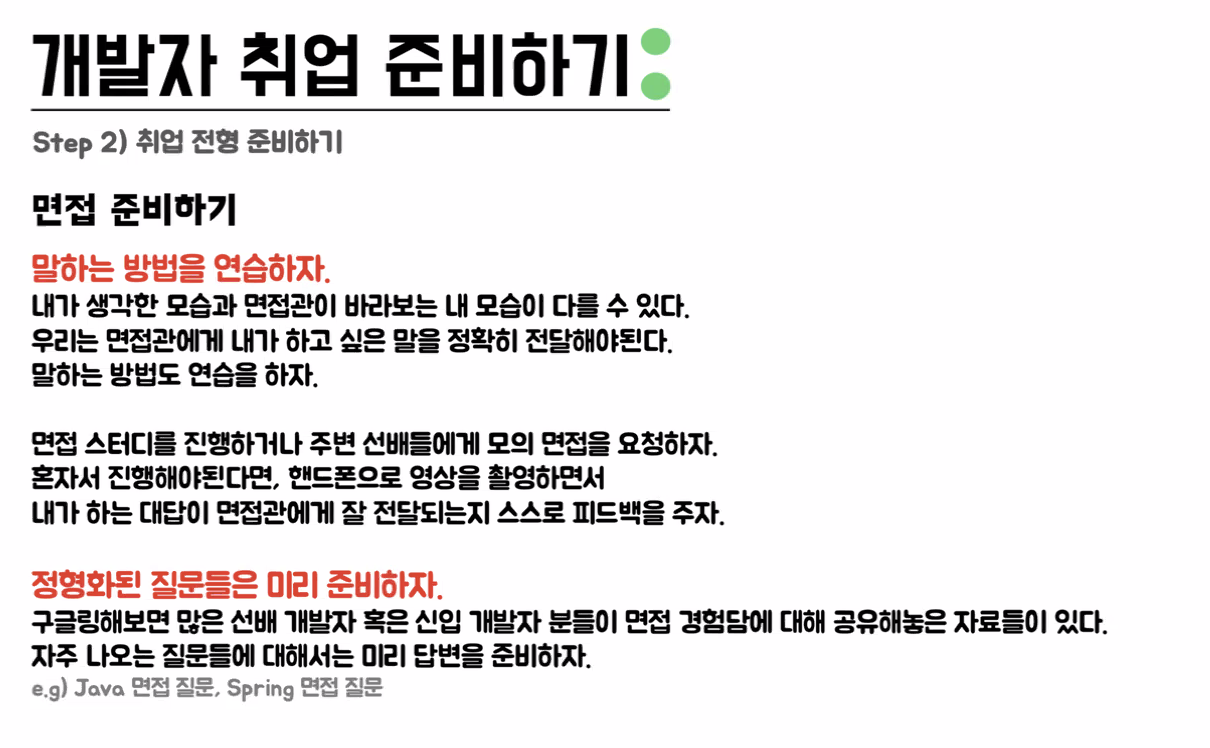 개발자 취업 준비하기:
Step 2) 취업 전형 준비하기
면접 준비하기
말하는 방법을 연습하자.
내가 생각한 모습과 면접관이 바라보는 내 모습이 다를 수 있다.
우리는 면접관에게 내가 하고 싶은 말을 정확히 전달해야된다.
말하는 방법도 연습을 하자.
면접 스터디를 진행하거나 주변 선배들에게 모의 면접을 요청하자.
혼자서 진행해야된다면, 핸드폰으로 영상을 촬영하면서
내가 하는 대답이 면접관에게 잘 전달되는지 스스로 피드백을 주자.
정형화된 질문들은 미리 준비하자.
구글링해보면 많은 선배 개발자 혹은 신입 개발자 분들이 면접 경험담에 대해 공유해놓은 자료들이 있다.
자주 나오는 질문들에 대해서는 미리 답변을 준비하자.
e.g) Java 면접 질문, Spring 면접 질문